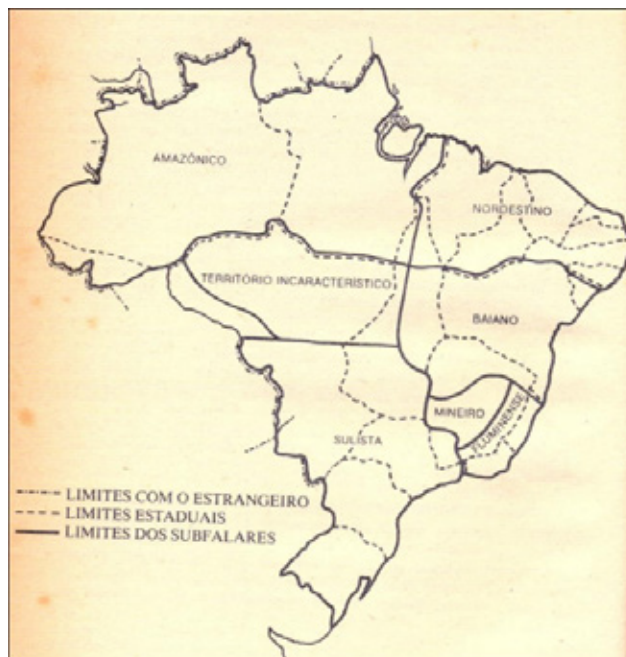 AMAZÔNICO
NORDESTINO
TERRITÓRIO INCARACTERÍSTICO
BAIANO
MINEIRO
FLUMINENSE
SULISTA
LIMITES COM O ESTRANGEIRO
LIMITES ESTADUAIS
LIMITES DOS SUBFALARES